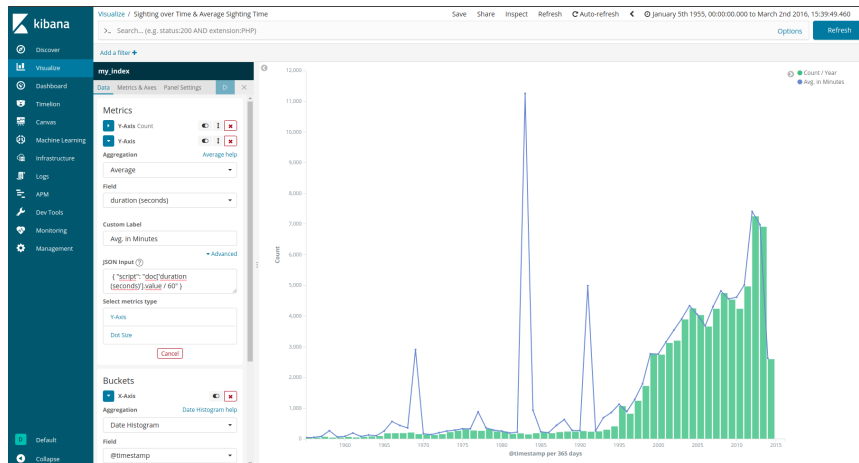 kibana
Discover
Visualize
Dashboard
Timelion
Canvas
Machine Learning
Infrastructure
Logs
APM
Dev Tools
Monitoring
Management
D Default
Collapse
Visualize / Sighting over Time & Average Sighting Time
Save Share Inspect Refresh Auto-refresh January 5th 1955, 00:00:00.000 to March 2nd 2016, 15:39:49.460
>_ Search... (e.g. status:200 AND extension:PHP)
Options Refresh
Add a filter +
my_index
Data Metrics & Axes Panel Settings
Metrics
Y-Axis Count
Y-Axis
Aggregation Average help
Average
Field
duration (seconds)
Custom Label
Avg. in Minutes
Advanced
JSON Input
{ "script": "doc['duration
(seconds)'].value / 60" }
Select metrics type
Y-Axis
Dot Size
Cancel
Buckets
X-Axis
Aggregation Date Histogram help
Date Histogram
Field
@timestamp
12,000
11,000
10,000
9,000
8,000
7,000
6,000
5,000
4,000
3,000
2,000
1,000
0
Count
1960 1965 1970 1975 1980 1985 1990 1995 2000 2005 2010 2015
@timestamp per 365 days
Count / Year
Avg. in Minutes